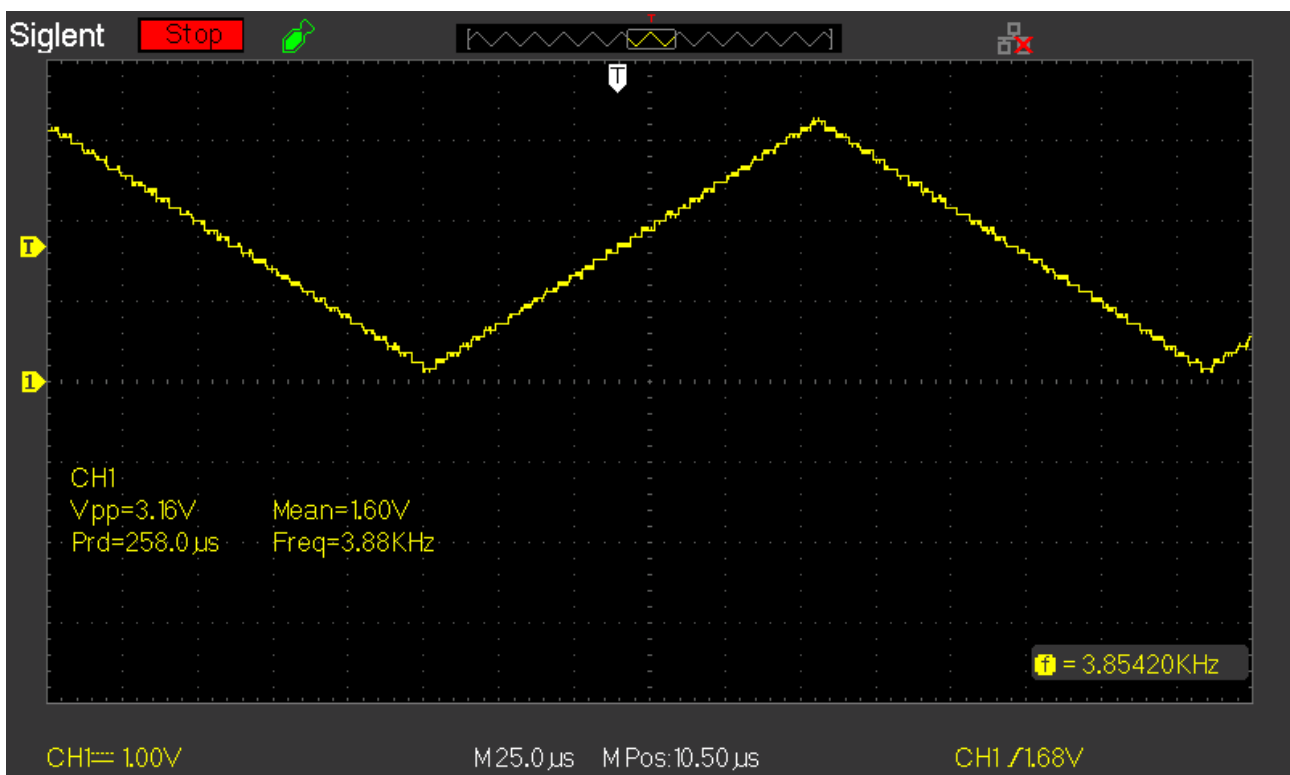 Siglent Stop
T
T
T
1
CH1
Vpp=3.16V Mean=1.60V
Prd=258.0µs Freq=3.88KHz
f = 3.85420KHz
CH1 1.00V M 25.0µs M Pos:10.50µs CH1 1.68V